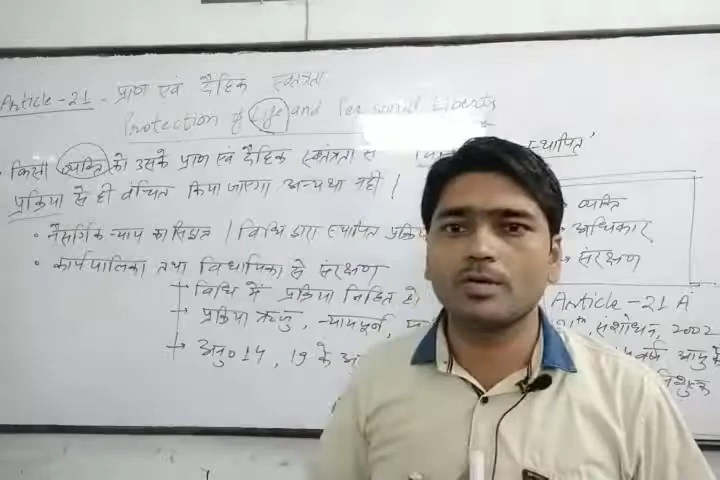 Article-21 - प्राण एवं दैहिक स्वतंत्रता
Protection of Life and Personal Liberty
किसी व्यक्ति को उसके प्राण एवं दैहिक स्वतंत्रता से स्थापित'
प्रक्रिया से ही वंचित किया जाएगा अन्यथा नही |
• नैसर्गिक न्याय का सिद्धांत / विधि द्वारा स्थापित
• कार्यपालिका तथा विधायिका से संरक्षण
→ विधि में प्रक्रिया निहित हो
→ प्रक्रिया ऋजु, न्यायपूर्ण,
→ अनु० 14, 19 के
व्यक्ति
→ अधिकार
→ संरक्षण
Article-21 A
संशोधन, 2002
वर्ष आयु के